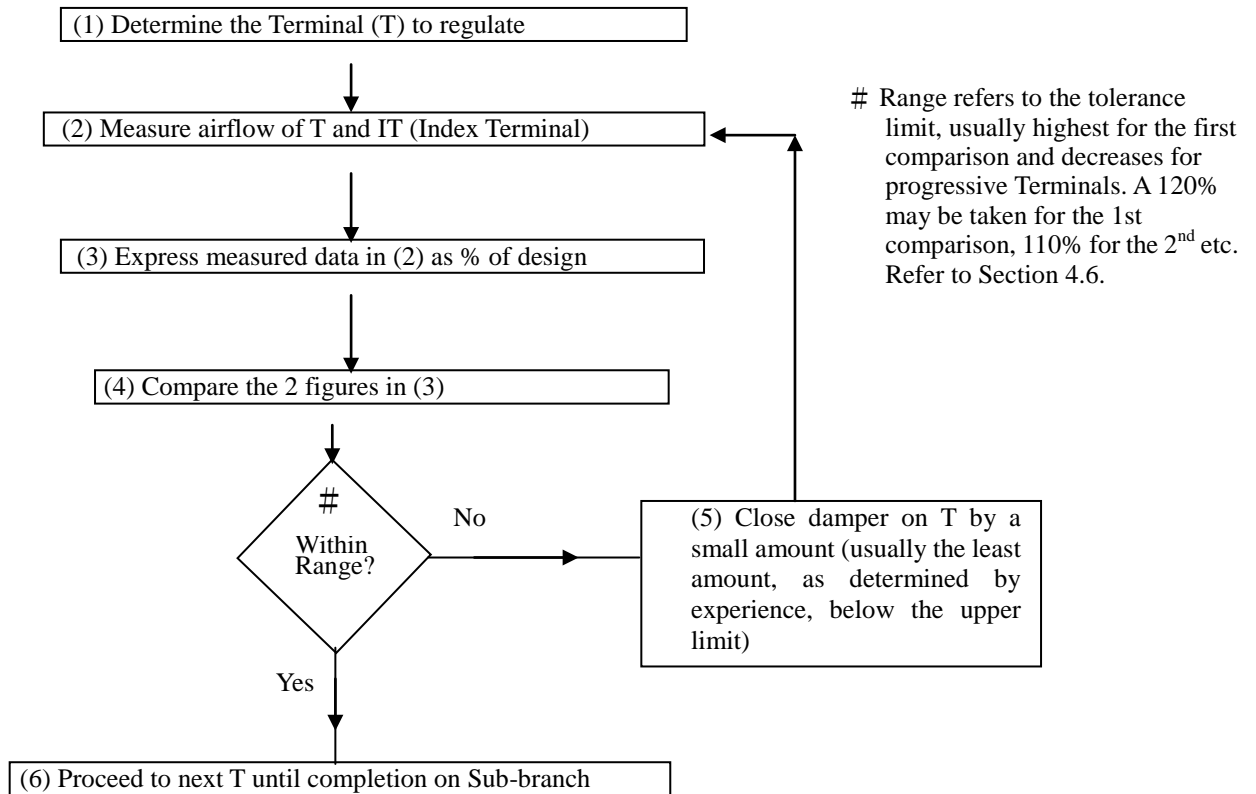 (1) Determine the Terminal (T) to regulate
(2) Measure airflow of T and IT (Index Terminal)
# Range refers to the tolerance
limit, usually highest for the first
comparison and decreases for
progressive Terminals. A 120%
may be taken for the 1st
comparison, 110% for the 2nd etc.
Refer to Section 4.6.
(3) Express measured data in (2) as % of design
(4) Compare the 2 figures in (3)
#
Within
Range?
No
(5) Close damper on T by a
small amount (usually the least
amount, as determined by
experience, below the upper
limit)
Yes
(6) Proceed to next T until completion on Sub-branch